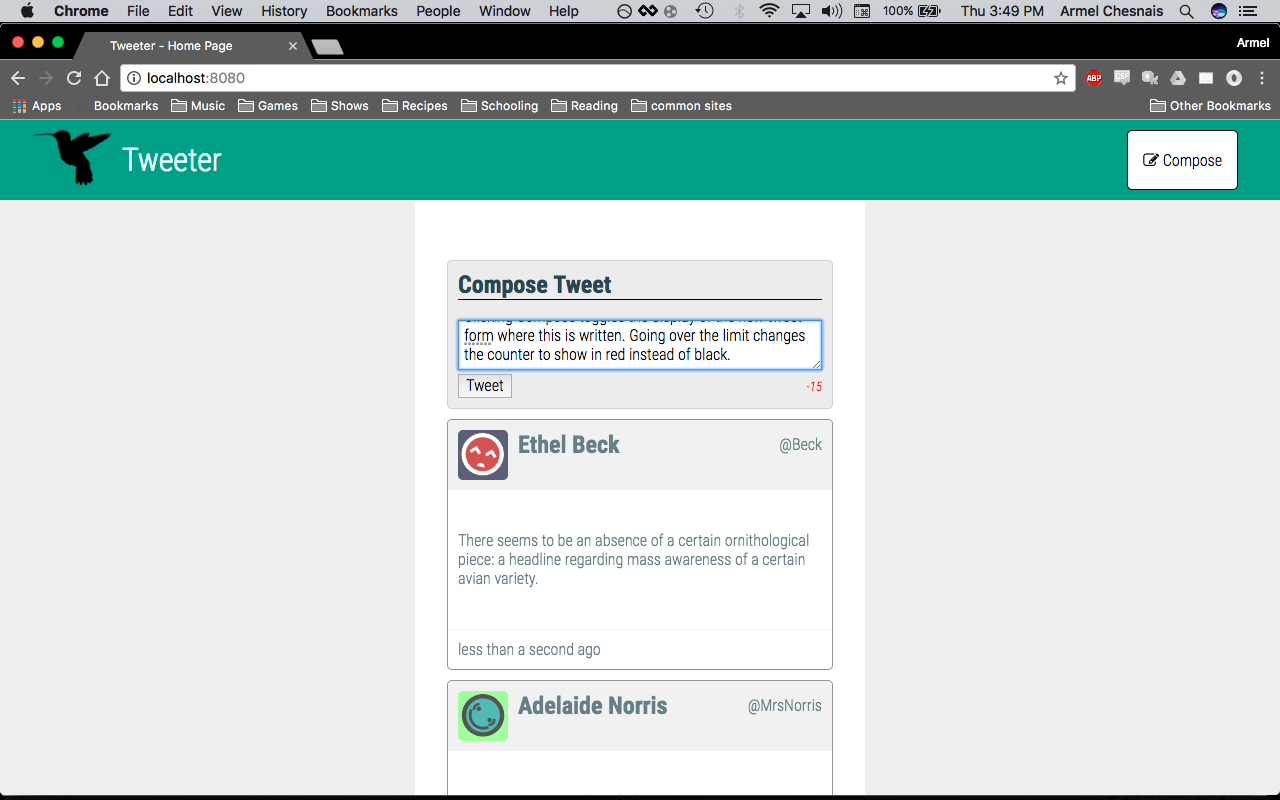 Chrome File Edit View History Bookmarks People Window Help 100% Thu 3:49 PM Armel Chesnais
Tweeter - Home Page
Armel
localhost:8080
ABP
Apps Bookmarks Music Games Shows Recipes Schooling Reading common sites Other Bookmarks
Tweeter
Compose
Compose Tweet
form where this is written. Going over the limit changes
the counter to show in red instead of black.
Tweet -15
Ethel Beck @Beck
There seems to be an absence of a certain ornithological
piece: a headline regarding mass awareness of a certain
avian variety.
less than a second ago
Adelaide Norris @MrsNorris